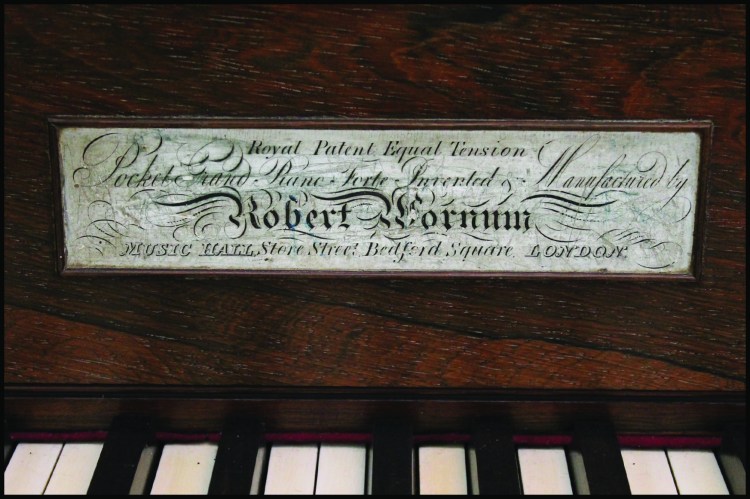 Royal Patent Equal Tension
Pocket Grand Piano Forte Invented & Manufactured by
Robert Wornum
MUSIC HALL Store Street Bedford Square LONDON